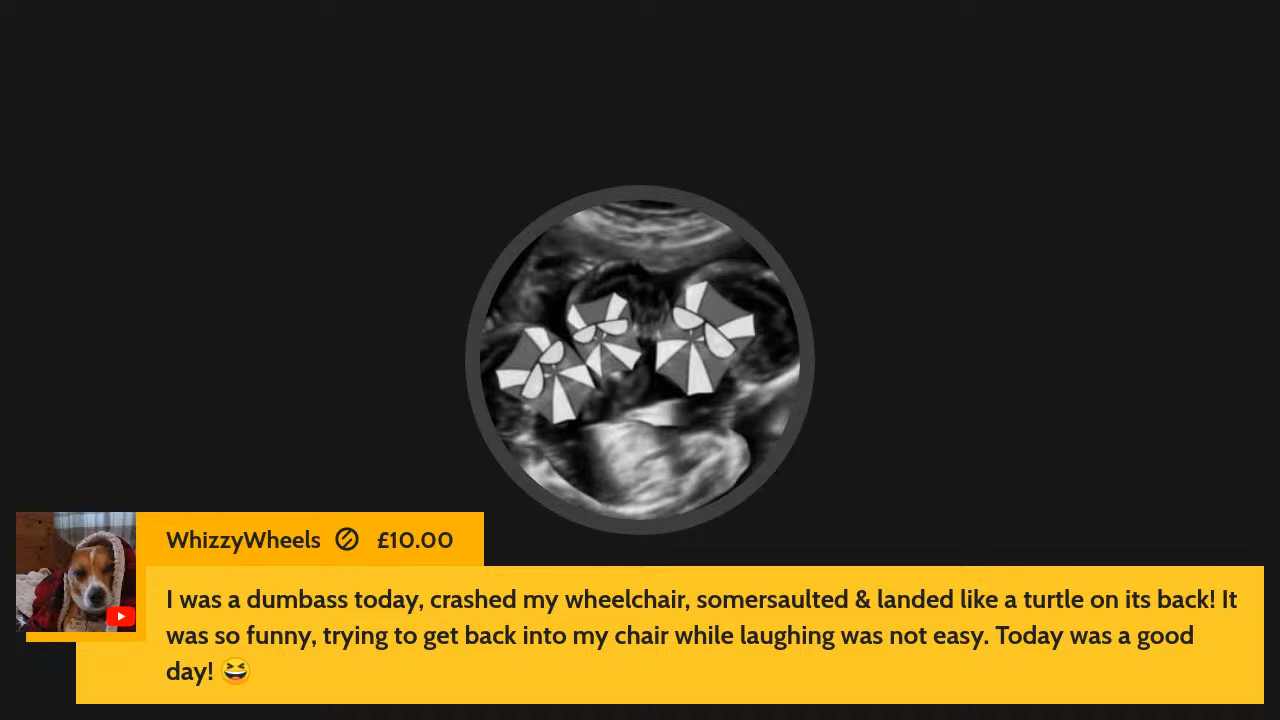 WhizzyWheels £10.00
I was a dumbass today, crashed my wheelchair, somersaulted & landed like a turtle on its back! It
was so funny, trying to get back into my chair while laughing was not easy. Today was a good
day! 😆